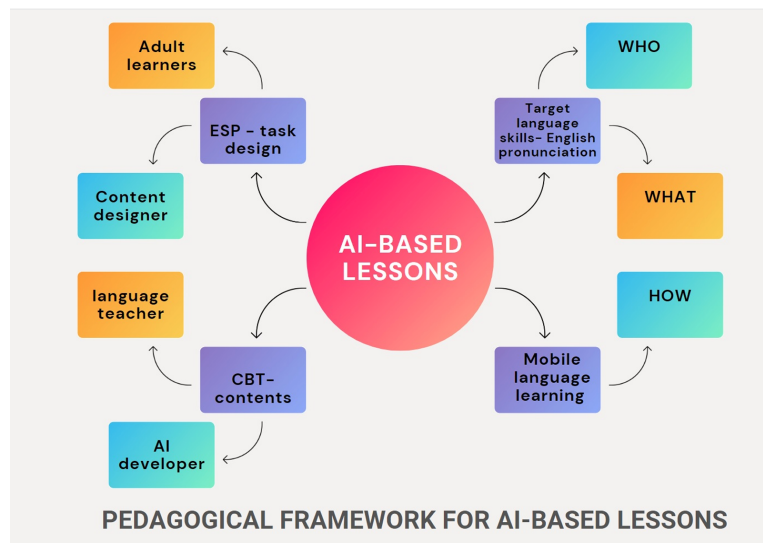 Adult
learners
ESP - task
design
Content
designer
language
teacher
CBT-
contents
AI
developer
AI-BASED
LESSONS
WHO
Target
language
skills- English
pronunciation
WHAT
HOW
Mobile
language
learning
PEDAGOGICAL FRAMEWORK FOR AI-BASED LESSONS